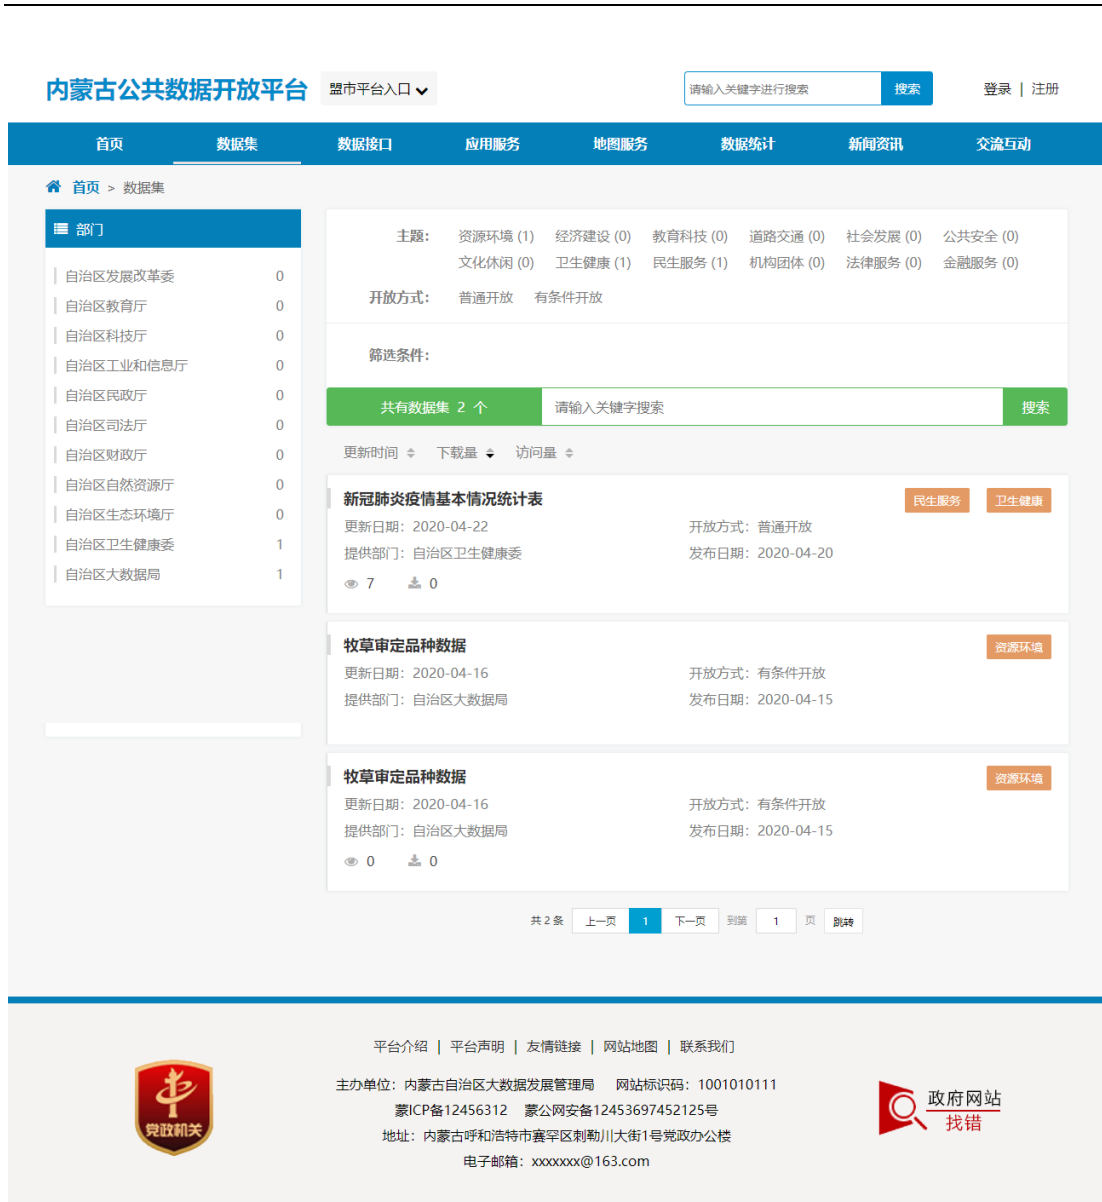 内蒙古公共数据开放平台 盟市平台入口 请输入关键字进行搜索 搜索 登录 | 注册
首页 数据集 数据接口 应用服务 地图服务 数据统计 新闻资讯 交流互动
首页 > 数据集
部门
自治区发展改革委 0
自治区教育厅 0
自治区科技厅 0
自治区工业和信息厅 0
自治区民政厅 0
自治区司法厅 0
自治区财政厅 0
自治区自然资源厅 0
自治区生态环境厅 0
自治区卫生健康委 1
自治区大数据局 1
主题: 资源环境 (1) 经济建设 (0) 教育科技 (0) 道路交通 (0) 社会发展 (0) 公共安全 (0)
文化休闲 (0) 卫生健康 (1) 民生服务 (1) 机构团体 (0) 法律服务 (0) 金融服务 (0)
开放方式: 普通开放 有条件开放
筛选条件:
共有数据集 2 个 请输入关键字搜索 搜索
更新时间 下载量 访问量
新冠肺炎疫情基本情况统计表 民生服务 卫生健康
更新日期: 2020-04-22 开放方式: 普通开放
提供部门: 自治区卫生健康委 发布日期: 2020-04-20
7 0
牧草审定品种数据 资源环境
更新日期: 2020-04-16 开放方式: 有条件开放
提供部门: 自治区大数据局 发布日期: 2020-04-15
牧草审定品种数据 资源环境
更新日期: 2020-04-16 开放方式: 有条件开放
提供部门: 自治区大数据局 发布日期: 2020-04-15
0 0
共 2 条 上一页 1 下一页 到第 1 页 跳转
平台介绍 | 平台声明 | 友情链接 | 网站地图 | 联系我们
主办单位: 内蒙古自治区大数据发展管理局 网站标识码: 1001010111
蒙ICP备12456312 蒙公网安备12453697452125号
地址: 内蒙古呼和浩特市赛罕区刺勒川大街1号党政办公楼
电子邮箱: xxxxxxx@163.com
党政机关
政府网站
找错